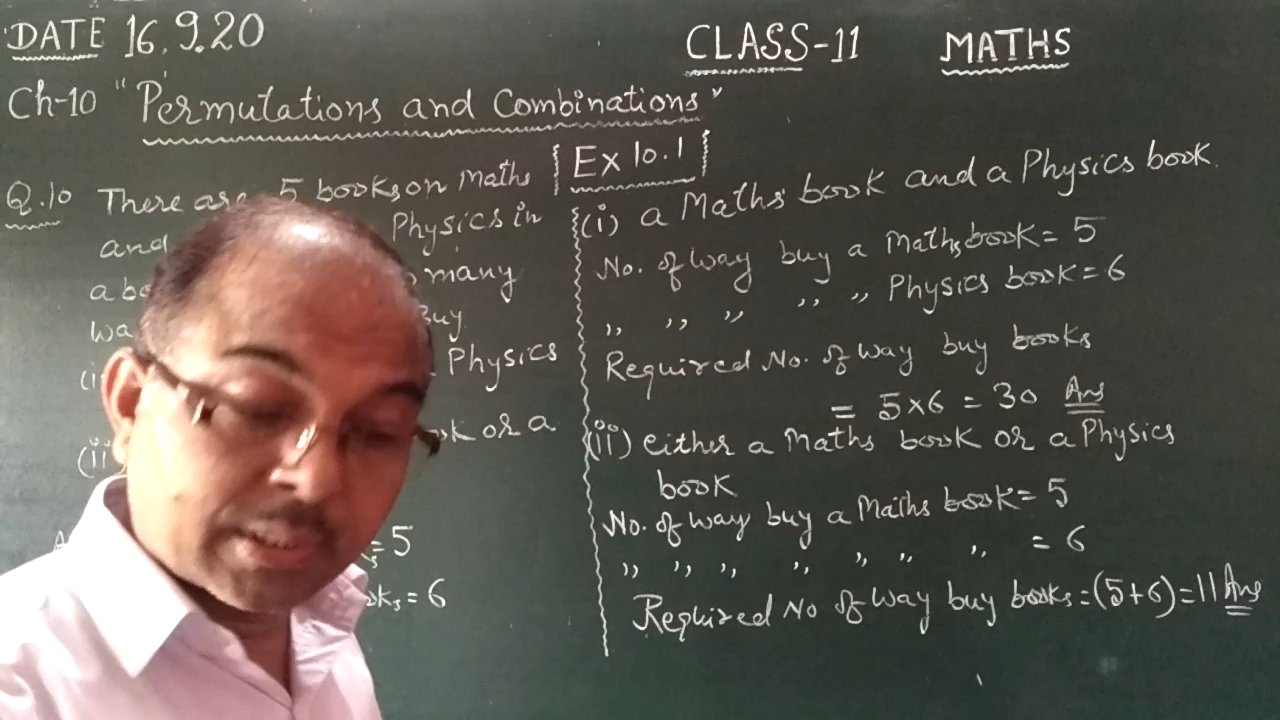 DATE 16.9.20
CLASS-11 MATHS
Ch-10 "Permutations and Combinations"
Ex 10.1
Q.10 There are 5 books on Maths
and Physics in
a many
Buy
Physics
or a
(ii)
= 5
= 6
(i) a Maths book and a Physics book.
No. of way buy a Maths book = 5
,, ,, ,, ,, ,, Physics book = 6
Required No. of way buy books
= 5×6 = 30 Ans
(ii) either a Maths book or a Physics
book
No. of way buy a Maths book = 5
,, ,, ,, ,, ,, ,, ,, = 6
Required No of way buy books = (5+6) = 11 Ans